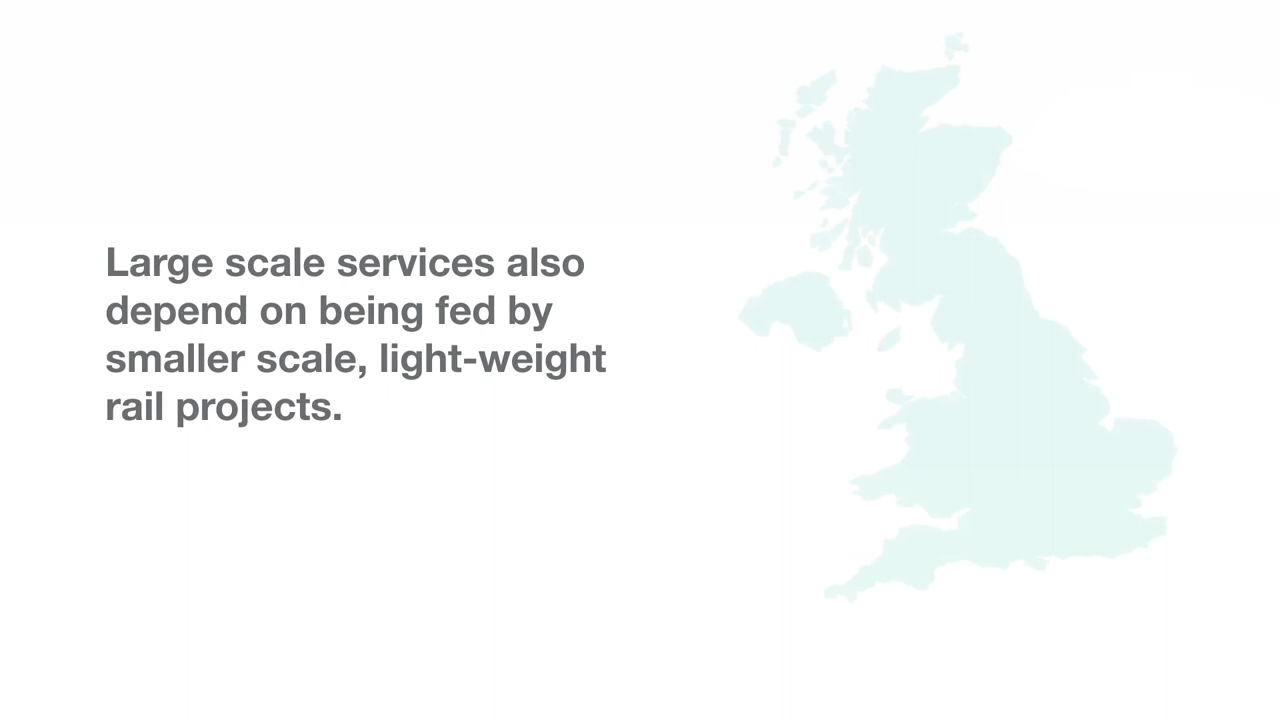 Large scale services also
depend on being fed by
smaller scale, light-weight
rail projects.